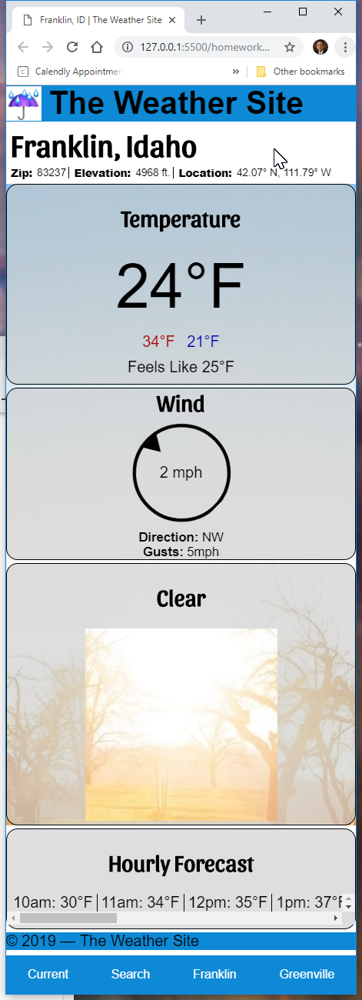 Franklin, ID | The Weather Site
127.0.0.1:5500/homework...
Calendly Appointmer
» Other bookmarks
The Weather Site
Franklin, Idaho
Zip: 83237 Elevation: 4968 ft. Location: 42.07° N, 111.79° W
Temperature
24°F
34°F 21°F
Feels Like 25°F
Wind
2 mph
Direction: NW
Gusts: 5mph
Clear
Hourly Forecast
10am: 30°F 11am: 34°F 12pm: 35°F 1pm: 37°F
© 2019 — The Weather Site
Current Search Franklin Greenville